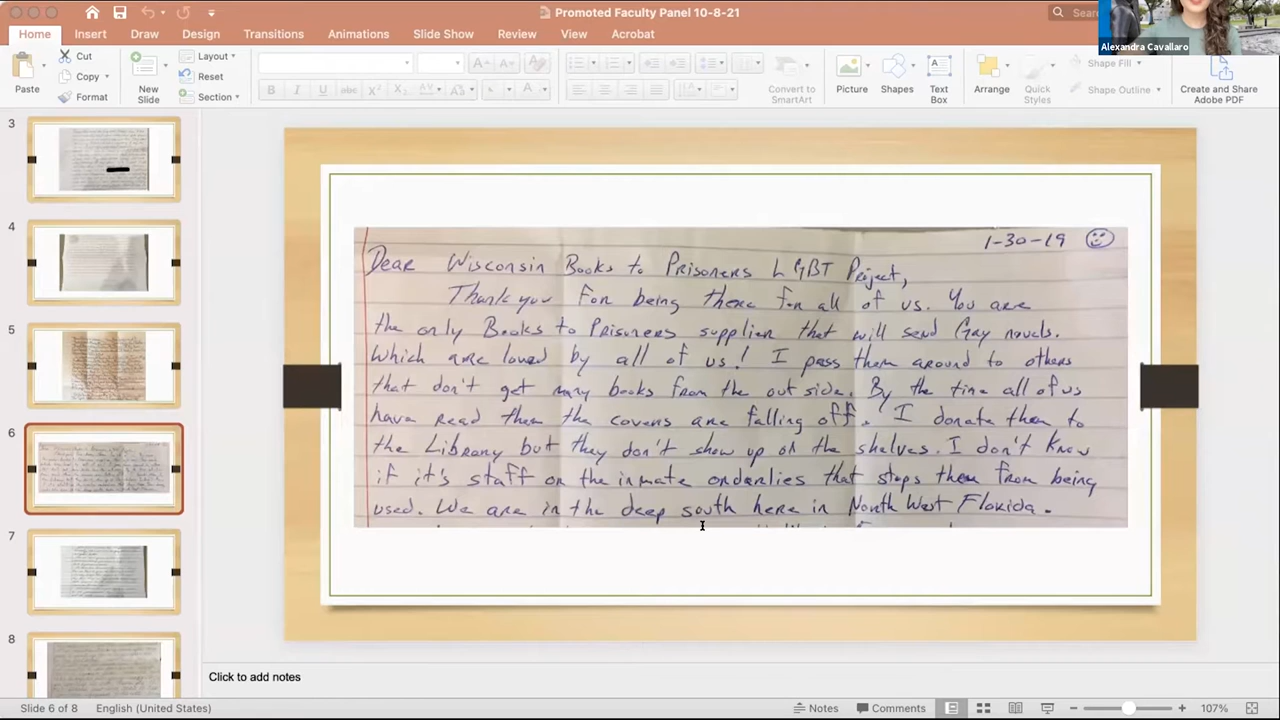 Promoted Faculty Panel 10-8-21
Alexandra Cavallaro
Home Insert Draw Design Transitions Animations Slide Show Review View Acrobat
Paste
Cut
Copy
Format
New
Slide
Layout
Reset
Section
Convert to
SmartArt
Picture
Shapes
Text
Box
Arrange
Quick
Styles
Shape Fill
Shape Outline
Create and Share
Adobe PDF
3
4
5
6
7
8
1-30-19
Dear Wisconsin Books to Prisoners LGBT Project,
Thank you For being there for all of us. You are
the only Books to Prisoners supplier that will send Gay novels.
Which are loved by all of us! I pass them around to others
that don't get many books from the out side. By the time all of us
have read them the covers are falling off. I donate them to
the Library but they don't show up on the shelves. I don't know
if it's staff or the inmate orderlies that stops them from being
used. We are in the deep south here in North West Florida.
Click to add notes
Slide 6 of 8 English (United States) Notes Comments 107%